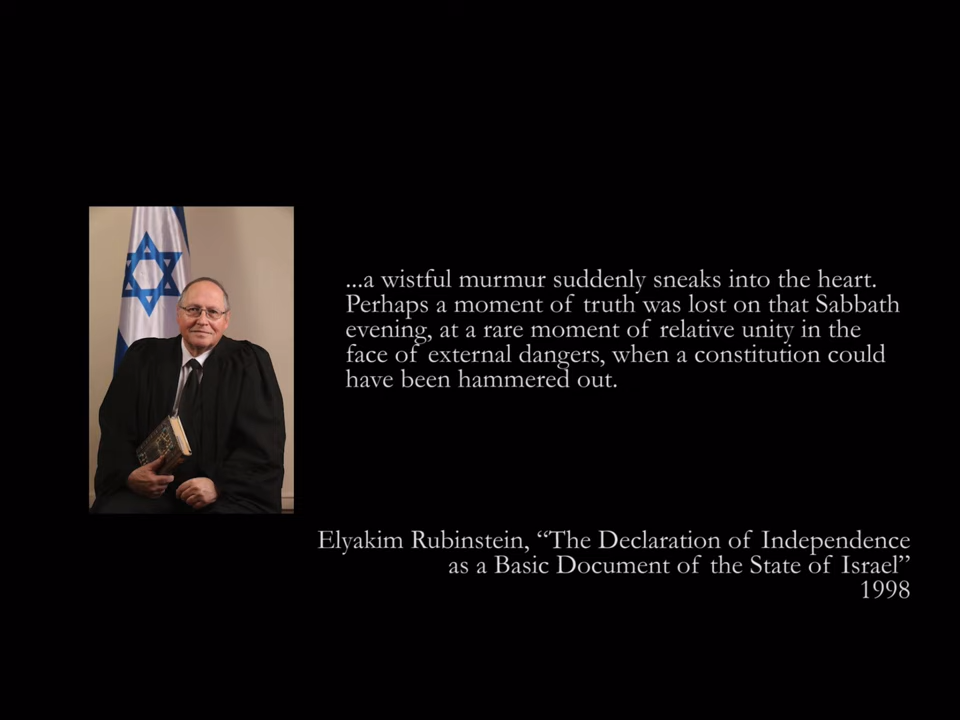 ...a wistful murmur suddenly sneaks into the heart.
Perhaps a moment of truth was lost on that Sabbath
evening, at a rare moment of relative unity in the
face of external dangers, when a constitution could
have been hammered out.
Elyakim Rubinstein, “The Declaration of Independence
as a Basic Document of the State of Israel”
1998